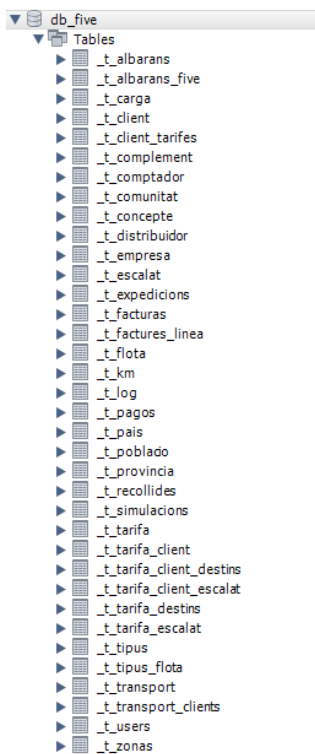 db_five
Tables
_t_albarans
_t_albarans_five
_t_carga
_t_client
_t_client_tarifes
_t_complement
_t_comptador
_t_comunitat
_t_concepte
_t_distribuidor
_t_empresa
_t_escalat
_t_expedicions
_t_facturas
_t_factures_linea
_t_flota
_t_km
_t_log
_t_pagos
_t_pais
_t_poblacio
_t_provincia
_t_recollides
_t_simulacions
_t_tarifa
_t_tarifa_client
_t_tarifa_client_destins
_t_tarifa_client_escalat
_t_tarifa_destins
_t_tarifa_escalat
_t_tipus
_t_tipus_flota
_t_transport
_t_transport_clients
_t_users
_t_zonas